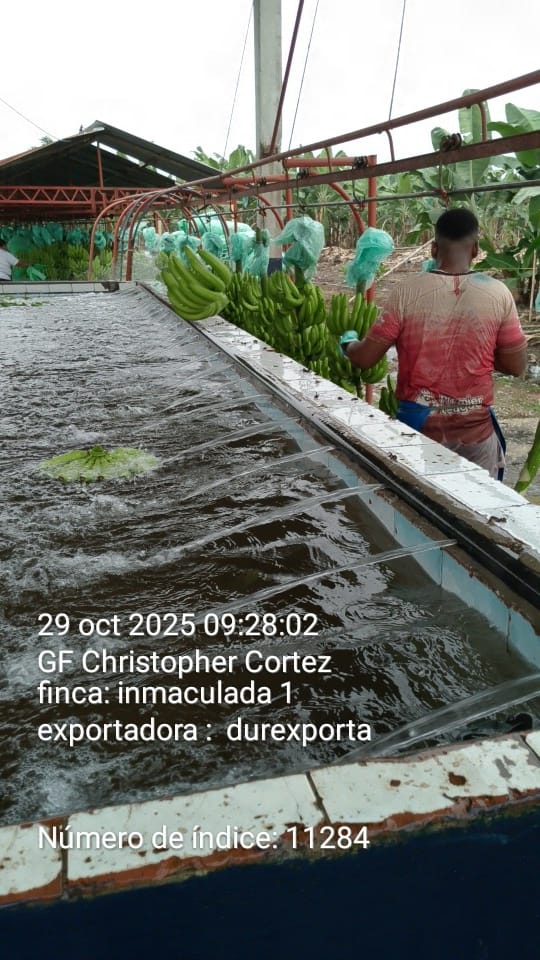 29 oct 2025 09:28:02
GF Christopher Cortez
finca: inmaculada 1
exportadora :  durexporta
Número de índice: 11284